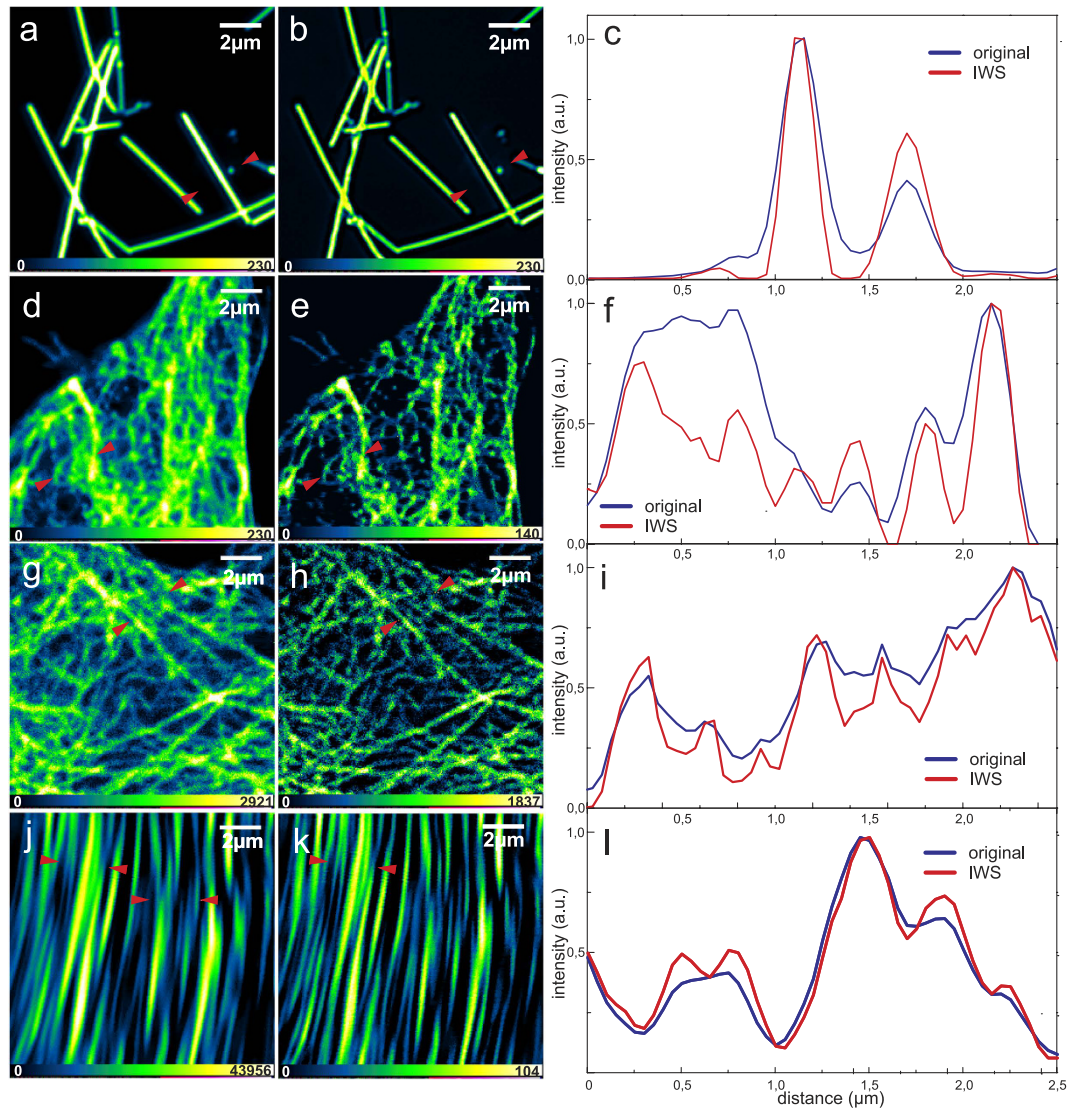 a
2μm
0
230
b
2μm
230
c
1,0
0,5
0,0
intensity (a.u.)
original
IWS
0,5
1,0
1,5
2,0
d
2μm
0
230
e
2μm
0
140
f
1,0
0,5
0,0
intensity (a.u.)
original
IWS
0,5
1,0
1,5
2,0
g
2μm
0
2921
h
2μm
0
1837
i
1,0
0,5
0,0
intensity (a.u.)
original
IWS
0,5
1,0
1,5
2,0
j
2μm
0
43956
k
2μm
0
104
l
1,0
0,5
intensity (a.u.)
original
IWS
0
0,5
1,0
1,5
2,0
2,5
distance (μm)